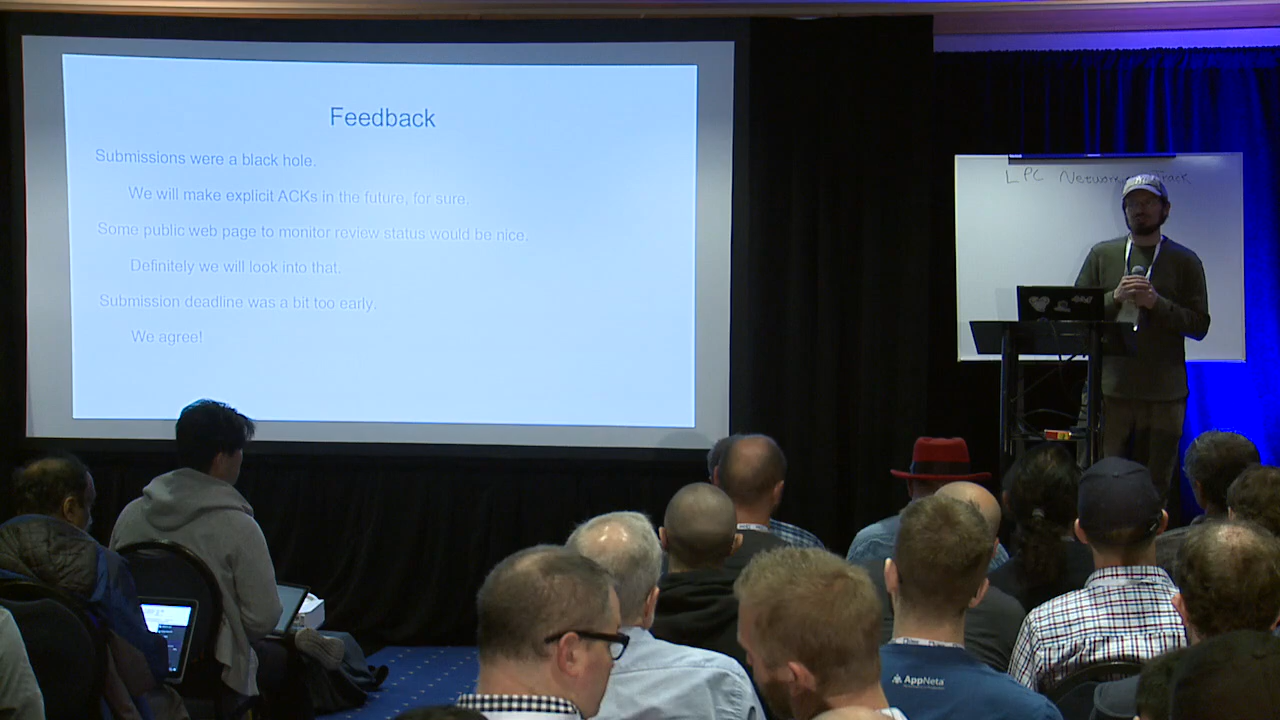 Feedback
Submissions were a black hole.
We will make explicit ACKs in the future, for sure.
Some public web page to monitor review status would be nice.
Definitely we will look into that.
Submission deadline was a bit too early.
We agree!
LPC Network Track
AppNeta